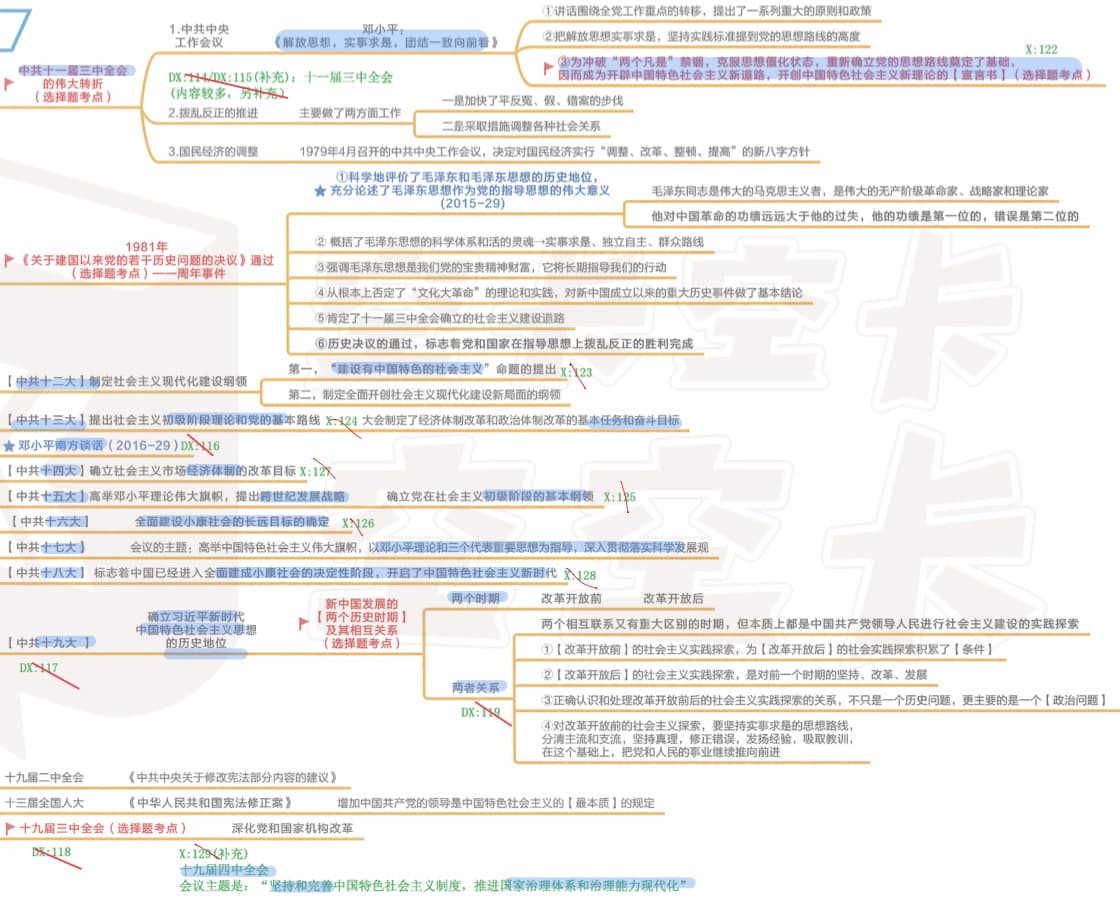 ①讲话围绕全党工作重点的转移，提出了一系列重大的原则和政策
1.中共中央
工作会议
邓小平：
《解放思想，实事求是，团结一致向前看》
②把解放思想实事求是，坚持实践标准提到党的思想路线的高度
X:122
③为冲破“两个凡是”禁锢，克服思想僵化状态，重新确立党的思想路线奠定了基础，
因而成为开辟中国特色社会主义新道路，开创中国特色社会主义新理论的【宣言书】（选择题考点）
中共十一届三中全会
的伟大转折
（选择题考点）
DX:114/DX:115(补充)：十一届三中全会
(内容较多，另补充)
2.拨乱反正的推进
主要做了两方面工作
一是加快了平反冤、假、错案的步伐
二是采取措施调整各种社会关系
3.国民经济的调整
1979年4月召开的中共中央工作会议，决定对国民经济实行“调整、改革、整顿、提高”的新八字方针
1981年
《关于建国以来党的若干历史问题的决议》通过
（选择题考点）——周年事件
①科学地评价了毛泽东和毛泽东思想的历史地位，
充分论述了毛泽东思想作为党的指导思想的伟大意义
(2015-29)
毛泽东同志是伟大的马克思主义者，是伟大的无产阶级革命家、战略家和理论家
他对中国革命的功绩远远大于他的过失，他的功绩是第一位的，错误是第二位的
② 概括了毛泽东思想的科学体系和活的灵魂→实事求是、独立自主、群众路线
③强调毛泽东思想是我们党的宝贵精神财富，它将长期指导我们的行动
④从根本上否定了“文化大革命”的理论和实践，对新中国成立以来的重大历史事件做了基本结论
⑤肯定了十一届三中全会确立的社会主义建设道路
⑥历史决议的通过，标志着党和国家在指导思想上拨乱反正的胜利完成
【中共十二大】制定社会主义现代化建设纲领
第一，“建设有中国特色的社会主义”命题的提出 X:123
第二，制定全面开创社会主义现代化建设新局面的纲领
【中共十三大】提出社会主义初级阶段理论和党的基本路线 X:124 大会制定了经济体制改革和政治体制改革的基本任务和奋斗目标
邓小平南方谈话（2016-29）DX:116
【中共十四大】确立社会主义市场经济体制的改革目标 X:127
【中共十五大】高举邓小平理论伟大旗帜，提出跨世纪发展战略 确立党在社会主义初级阶段的基本纲领 X:125
【中共十六大】 全面建设小康社会的长远目标的确定 X:126
【中共十七大】 会议的主题：高举中国特色社会主义伟大旗帜，以邓小平理论和三个代表重要思想为指导，深入贯彻落实科学发展观
【中共十八大】 标志着中国已经进入全面建成小康社会的决定性阶段，开启了中国特色社会主义新时代 X:128
【中共十九大】
DX:117
确立习近平新时代
中国特色社会主义思想
的历史地位
新中国发展的
【两个历史时期】
及其相互关系
（选择题考点）
两个时期
改革开放前 改革开放后
两者关系
DX:119
两个相互联系又有重大区别的时期，但本质上都是中国共产党领导人民进行社会主义建设的实践探索
①【改革开放前】的社会主义实践探索，为【改革开放后】的社会实践探索积累了【条件】
②【改革开放后】的社会主义实践探索，是对前一个时期的坚持、改革、发展
③正确认识和处理改革开放前后的社会主义实践探索的关系，不只是一个历史问题，更主要的是一个【政治问题】
④对改革开放前的社会主义探索，要坚持实事求是的思想路线，
分清主流和支流，坚持真理，修正错误，发扬经验，吸取教训，
在这个基础上，把党和人民的事业继续推向前进
十九届二中全会 《中共中央关于修改宪法部分内容的建议》
十三届全国人大 《中华人民共和国宪法修正案》 增加中国共产党的领导是中国特色社会主义的【最本质】的规定
十九届三中全会（选择题考点） 深化党和国家机构改革
DX:118
X:129(补充)
十九届四中全会
会议主题是：“坚持和完善中国特色社会主义制度，推进国家治理体系和治理能力现代化”